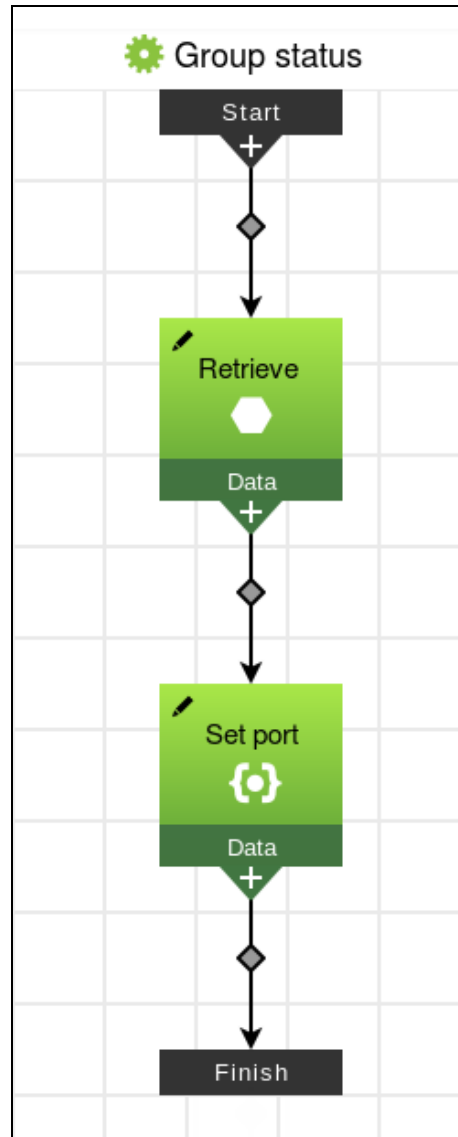 Group status
Start
Retrieve
Data
Set port
Data
Finish